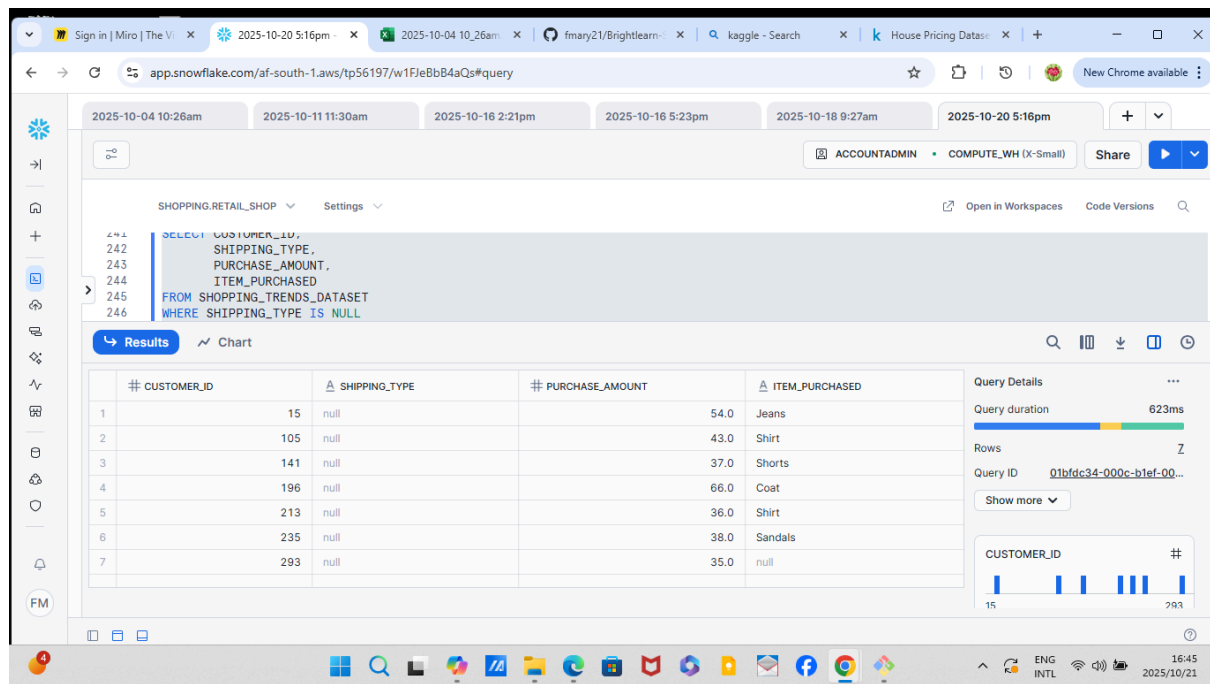 Sign in | Miro | The Vi
2025-10-20 5:16pm -
2025-10-04 10_26am
fmary21/Brightlearn-
kaggle - Search
House Pricing Datase
app.snowflake.com/af-south-1.aws/tp56197/w1FJeBbB4aQs#query
New Chrome available
2025-10-04 10:26am
2025-10-11 11:30am
2025-10-16 2:21pm
2025-10-16 5:23pm
2025-10-18 9:27am
2025-10-20 5:16pm
ACCOUNTADMIN • COMPUTE_WH (X-Small)
Share
SHOPPING.RETAIL_SHOP
Settings
Open in Workspaces
Code Versions
241 SELECT CUSTOMER_ID,
242 SHIPPING_TYPE,
243 PURCHASE_AMOUNT,
244 ITEM_PURCHASED
245 FROM SHOPPING_TRENDS_DATASET
246 WHERE SHIPPING_TYPE IS NULL
Results
Chart
# CUSTOMER_ID A SHIPPING_TYPE # PURCHASE_AMOUNT A ITEM_PURCHASED
1 15 null 54.0 Jeans
2 105 null 43.0 Shirt
3 141 null 37.0 Shorts
4 196 null 66.0 Coat
5 213 null 36.0 Shirt
6 235 null 38.0 Sandals
7 293 null 35.0 null
Query Details
...
Query duration 623ms
Rows 7
Query ID 01bfdc34-000c-b1ef-00...
Show more
CUSTOMER_ID #
15 293
FM
4
ENG
INTL
16:45
2025/10/21